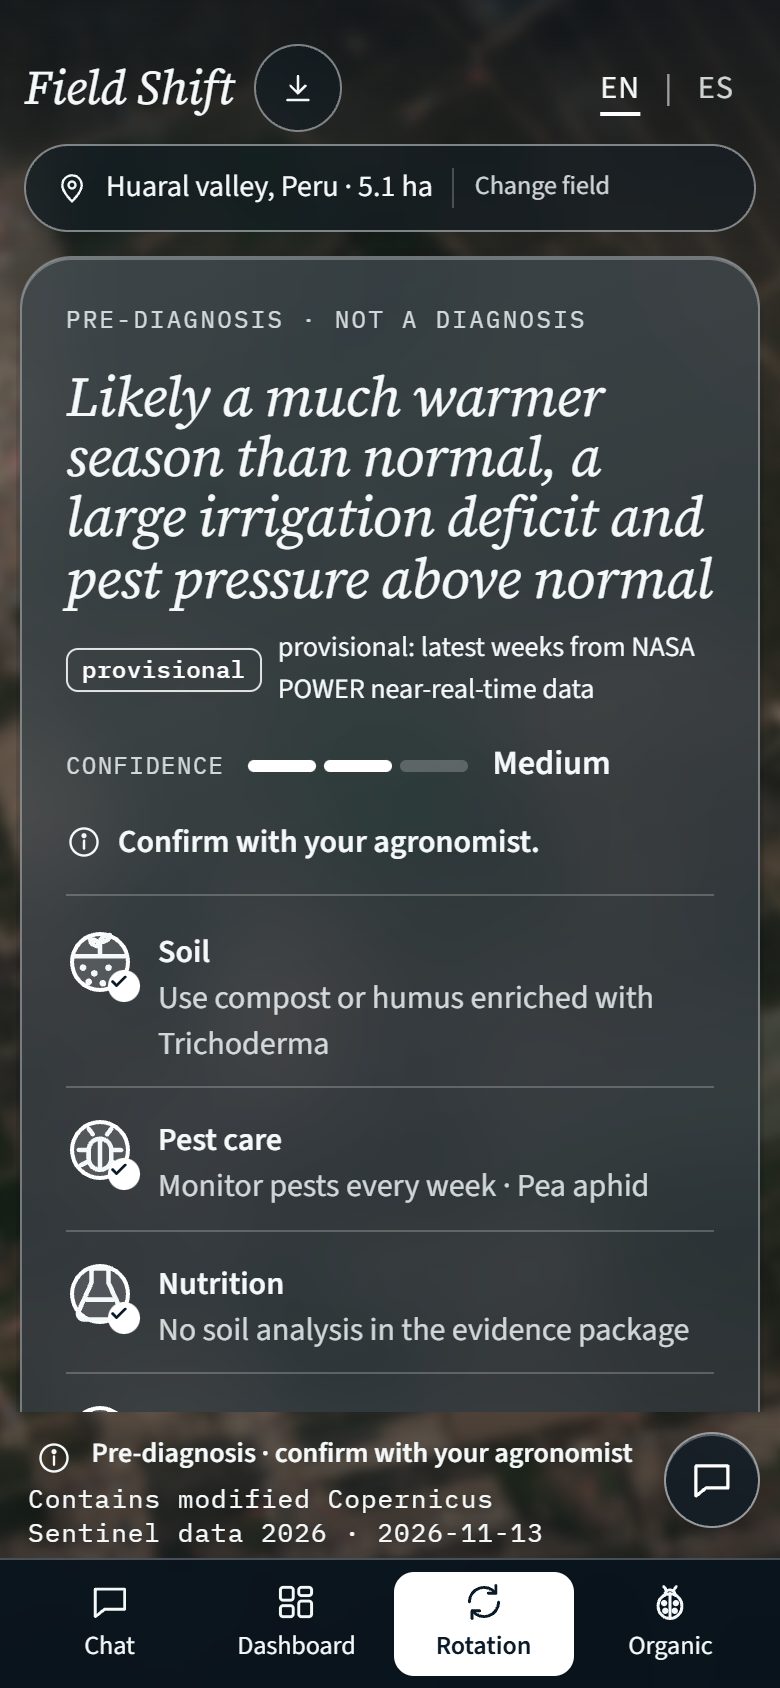 Field Shift
EN | ES
Huaral valley, Peru · 5.1 ha | Change field
PRE-DIAGNOSIS · NOT A DIAGNOSIS
Likely a much warmer
season than normal, a
large irrigation deficit and
pest pressure above normal
provisional
provisional: latest weeks from NASA
POWER near-real-time data
CONFIDENCE
Medium
Confirm with your agronomist.
Soil
Use compost or humus enriched with
Trichoderma
Pest care
Monitor pests every week · Pea aphid
Nutrition
No soil analysis in the evidence package
Pre-diagnosis · confirm with your agronomist
Contains modified Copernicus
Sentinel data 2026 · 2026-11-13
Chat
Dashboard
Rotation
Organic